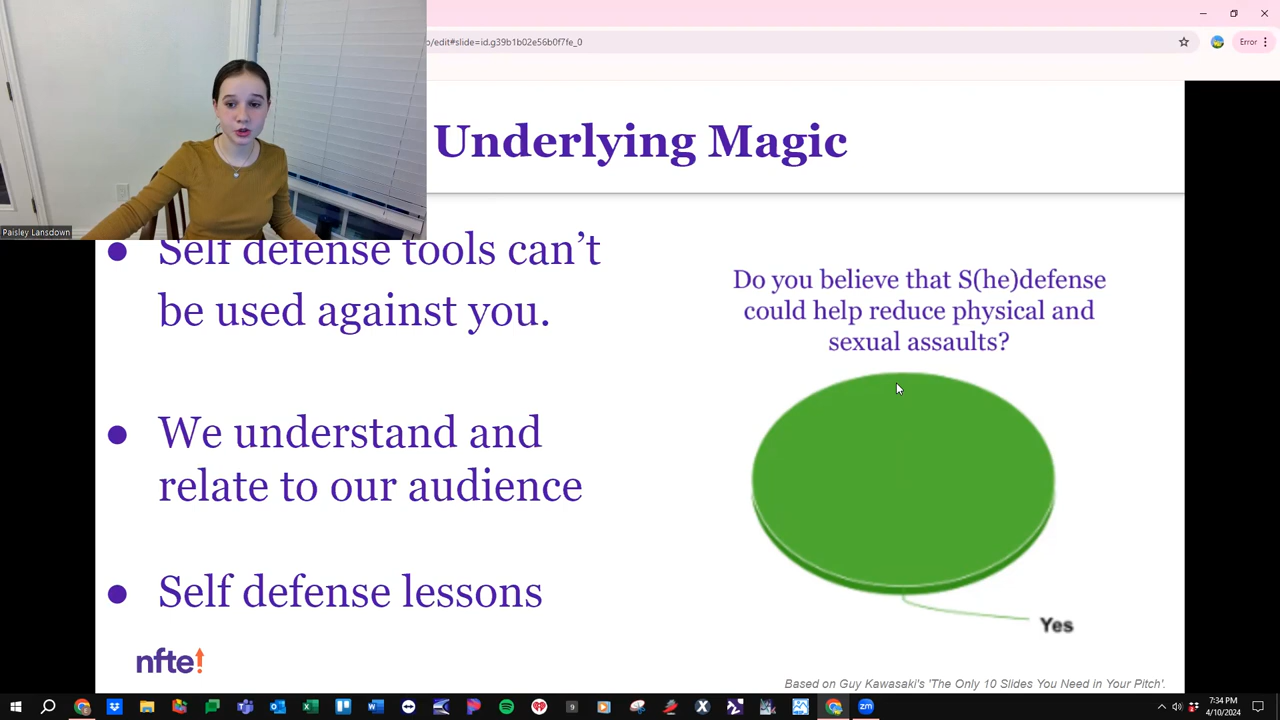 /edit#slide=id.g39b1b02e56b0f7fe_0
Error
Underlying Magic
Paisley Lansdown
● Self defense tools can’t
be used against you.
● We understand and
relate to our audience
● Self defense lessons
Do you believe that S(he)defense
could help reduce physical and
sexual assaults?
Yes
nfte!
Based on Guy Kawasaki's 'The Only 10 Slides You Need in Your Pitch'.
7:34 PM
4/10/2024